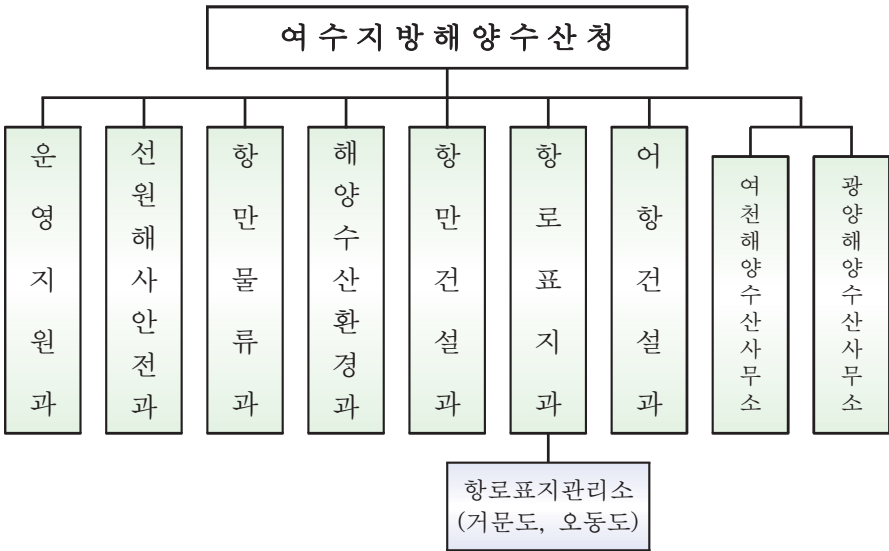 여수지방해양수산청
운영지원과
선원해사안전과
항만물류과
해양수산환경과
항만건설과
항로표지과
어항건설과
여천해양수산사무소
광양해양수산사무소
항로표지관리소
(거문도, 오동도)